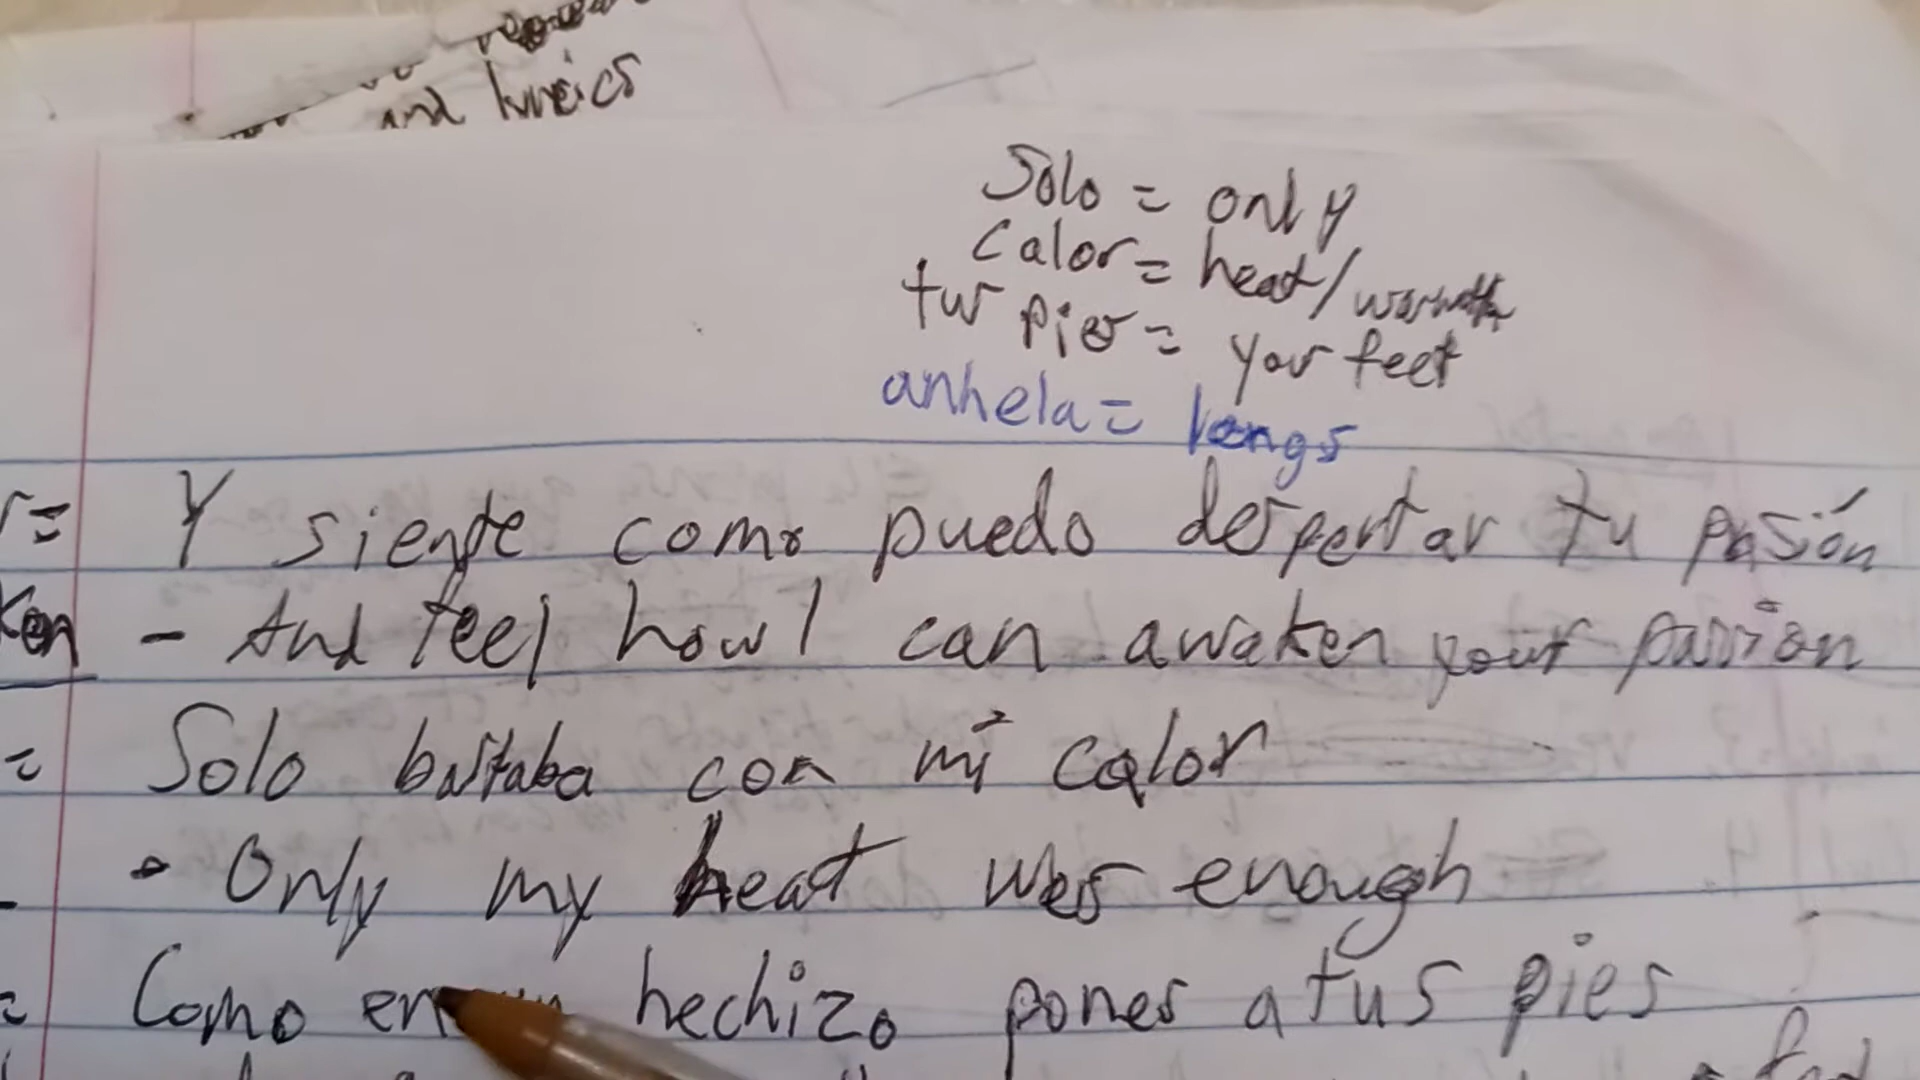 and lyrics
Solo = only
Calor = heat/warmth
tus pies = your feet
anhela = longs
r= Y siente como puedo despertar tu pasión
ken - And feel how I can awaken your passion
= Solo bastaba con mi calor
- Only my heat was enough
= Como en un hechizo pones a tus pies